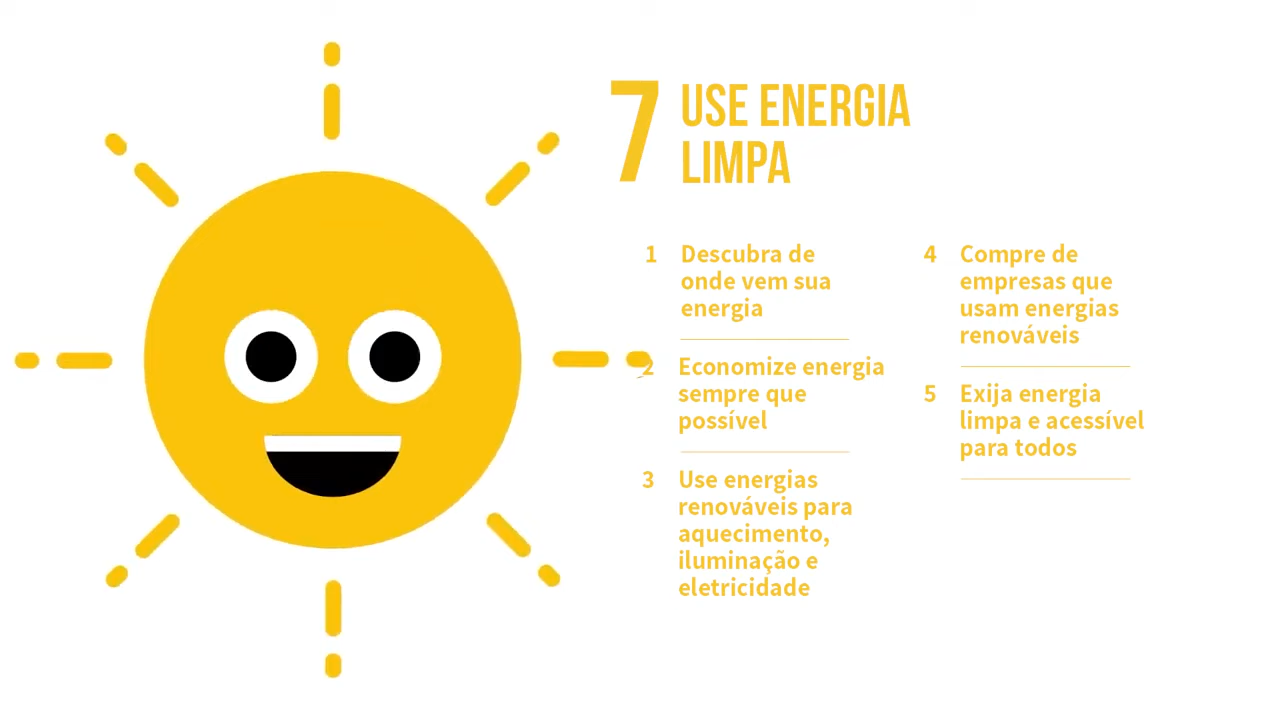 7 USE ENERGIA
LIMPA
1 Descubra de
onde vem sua
energia
2 Economize energia
sempre que
possível
3 Use energias
renováveis para
aquecimento,
iluminação e
eletricidade
4 Compre de
empresas que
usam energias
renováveis
5 Exija energia
limpa e acessível
para todos